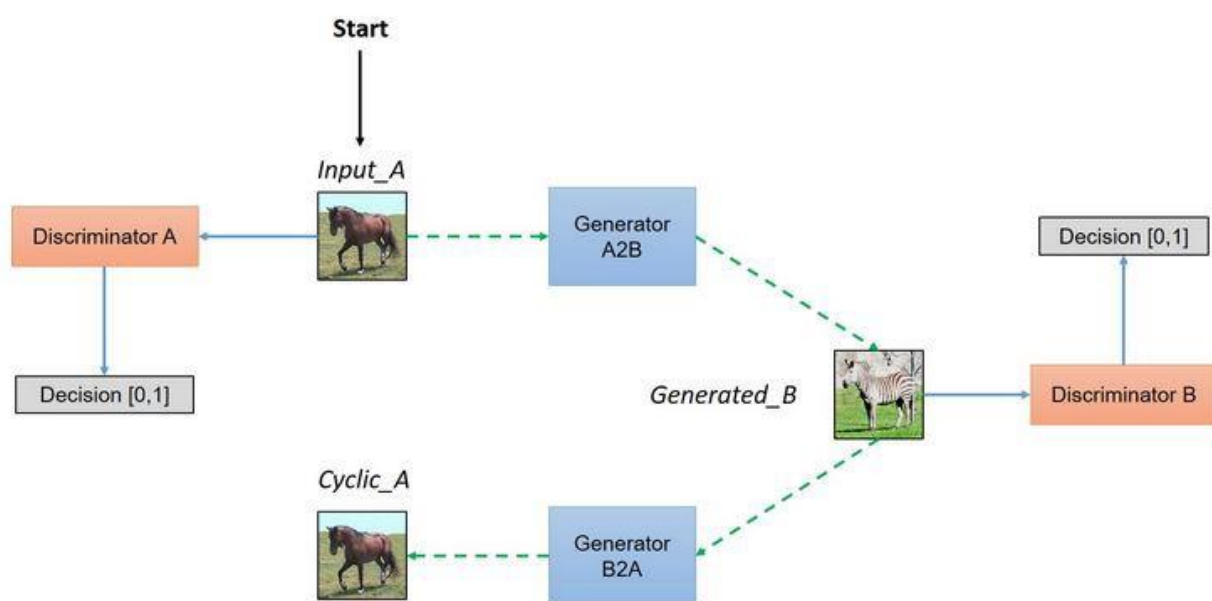 Start
Input_A
Discriminator A
Generator
A2B
Decision [0,1]
Decision [0,1]
Generated_B
Discriminator B
Cyclic_A
Generator
B2A